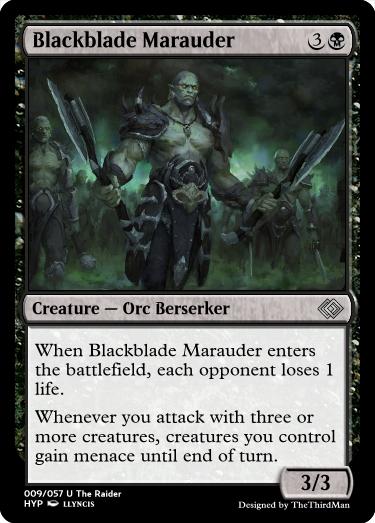 Blackblade Marauder 3
Creature — Orc Berserker
When Blackblade Marauder enters
the battlefield, each opponent loses 1
life.
Whenever you attack with three or
more creatures, creatures you control
gain menace until end of turn.
3/3
009/057 U The Raider
HYP LLYNCIS
Designed by TheThirdMan